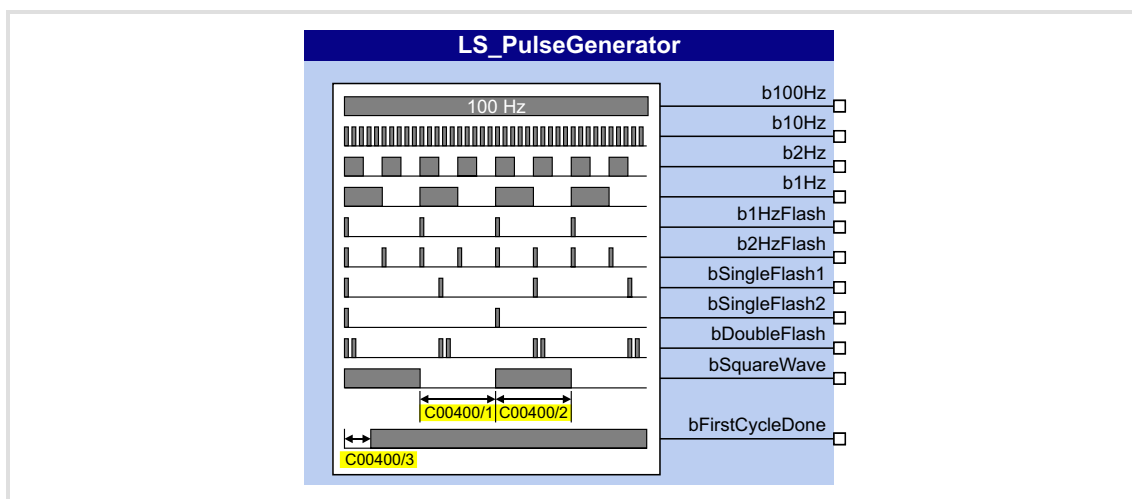 LS_PulseGenerator
100 Hz
b100Hz
b10Hz
b2Hz
b1Hz
b1HzFlash
b2HzFlash
bSingleFlash1
bSingleFlash2
bDoubleFlash
bSquareWave
C00400/1 C00400/2
bFirstCycleDone
C00400/3